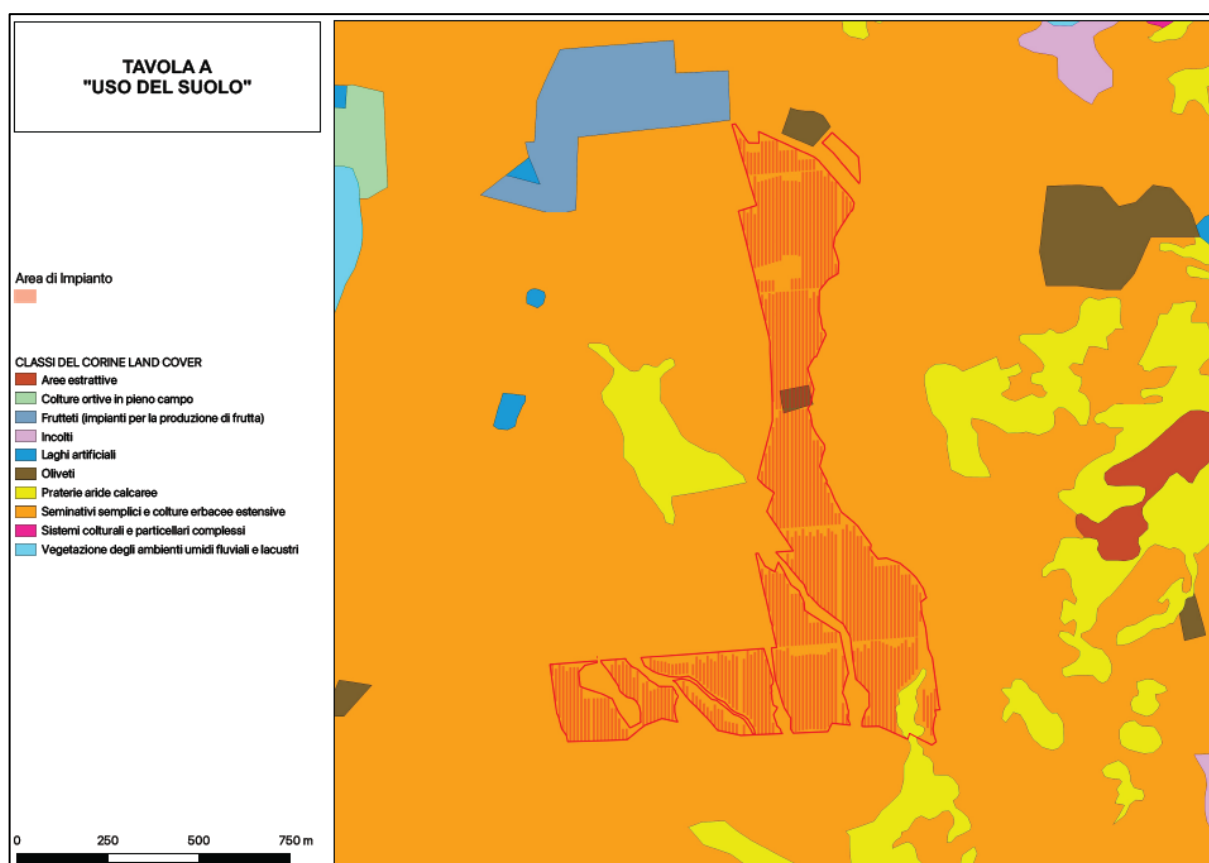 TAVOLA A
"USO DEL SUOLO"
Area di Impianto
CLASSI DEL CORINE LAND COVER
Aree estrattive
Colture ortive in pieno campo
Frutteti (impianti per la produzione di frutta)
Incolti
Laghi artificiali
Oliveti
Praterie aride calcaree
Seminativi semplici e colture erbacee estensive
Sistemi colturali e particellari complessi
Vegetazione degli ambienti umidi fluviali e lacustri
0 250 500 750 m